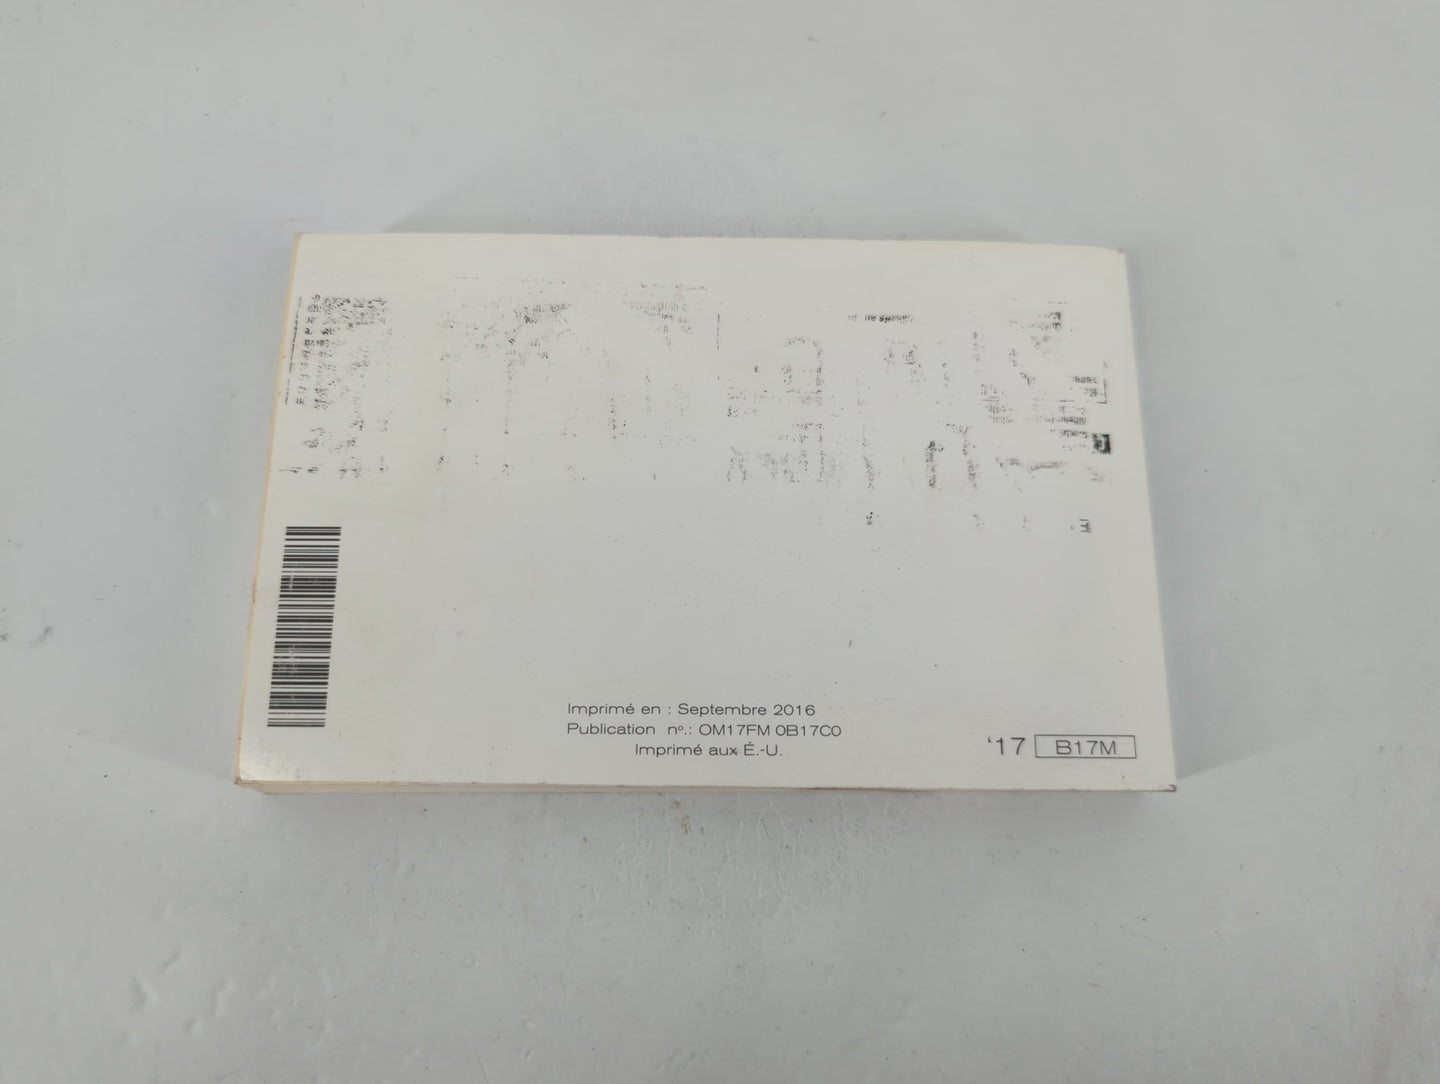 Imprimé en : Septembre 2016
Publication nº.: OM17FM 0B17C0
Imprimé aux É.-U.
'17 B17M